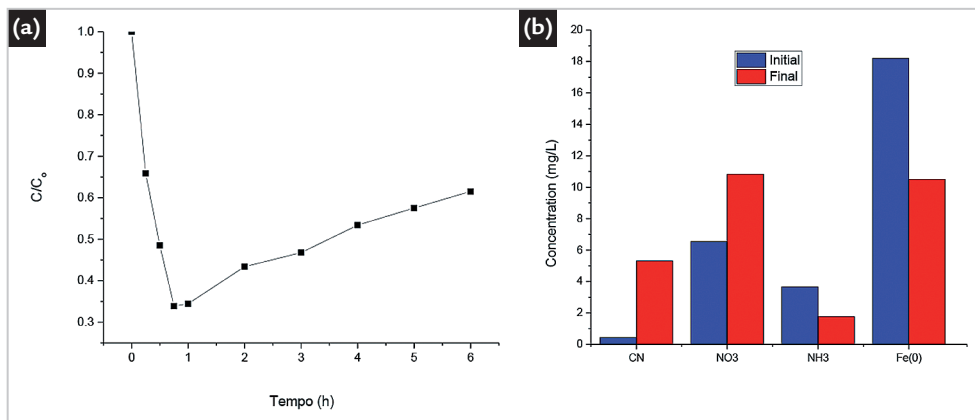 (a)
1.0
0.9
0.8
0.7
0.6
0.5
0.4
0.3
C/Co
0 1 2 3 4 5 6
Tempo (h)
(b)
20
18
16
14
12
10
8
6
4
2
0
Concentration (mg/L)
Initial
Final
CN NO3 NH3 Fe(0)